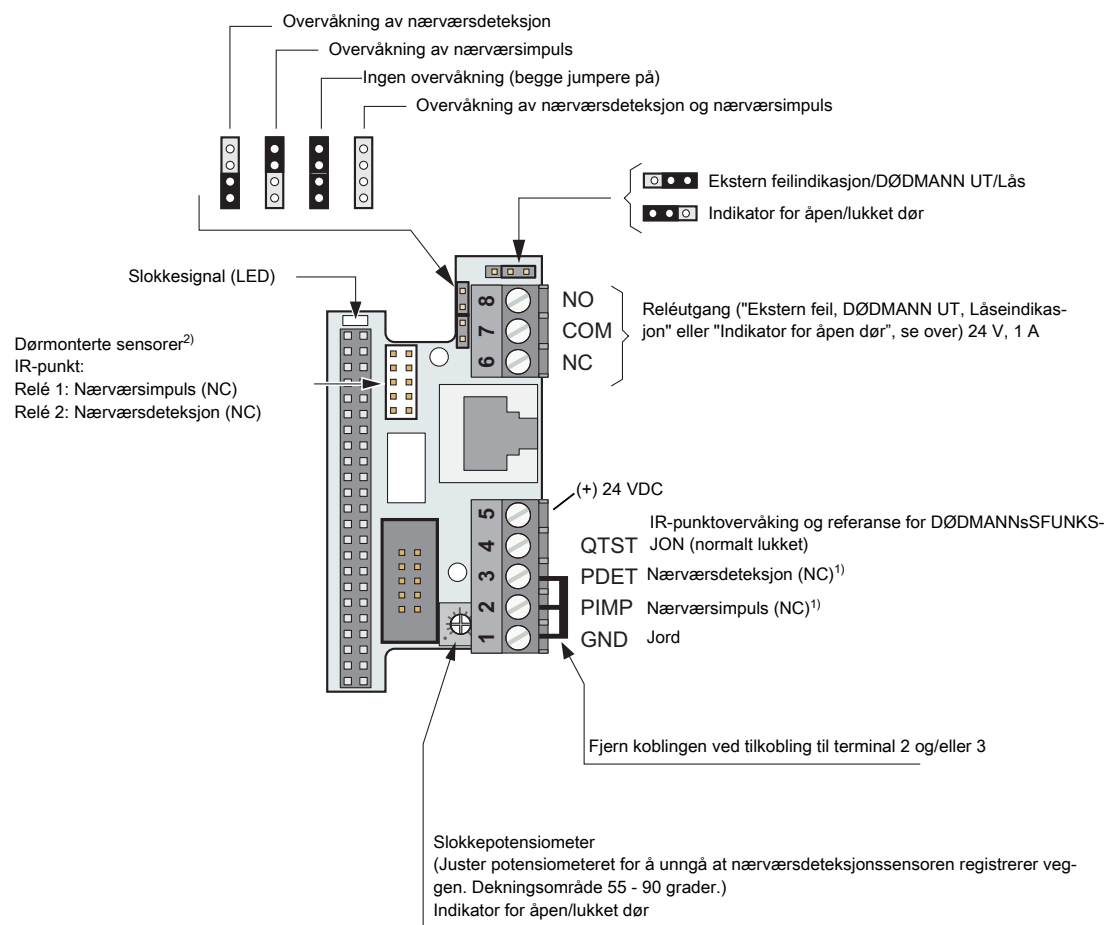 Overvåkning av nærværsdeteksjon
Overvåkning av nærværsimpuls
Ingen overvåkning (begge jumpere på)
Overvåkning av nærværsdeteksjon og nærværsimpuls
Ekstern feilindikasjon/DØDMANN UT/Lås
Indikator for åpen/lukket dør
Slokkesignal (LED)
Dørmonterte sensorer2)
IR-punkt:
Relé 1: Nærværsimpuls (NC)
Relé 2: Nærværsdeteksjon (NC)
8 NO
7 COM
6 NC
Reléutgang ("Ekstern feil, DØDMANN UT, Låseindikas-
jon" eller "Indikator for åpen dør", se over) 24 V, 1 A
(+) 24 VDC
5
IR-punktovervåking og referanse for DØDMANNsSFUNKS-
4 QTST JON (normalt lukket)
3 PDET Nærværsdeteksjon (NC)1)
2 PIMP Nærværsimpuls (NC)1)
1 GND Jord
Fjern koblingen ved tilkobling til terminal 2 og/eller 3
Slokkepotensiometer
(Juster potensiometeret for å unngå at nærværsdeteksjonssensoren registrerer veg-
gen. Dekningsområde 55 - 90 grader.)
Indikator for åpen/lukket dør